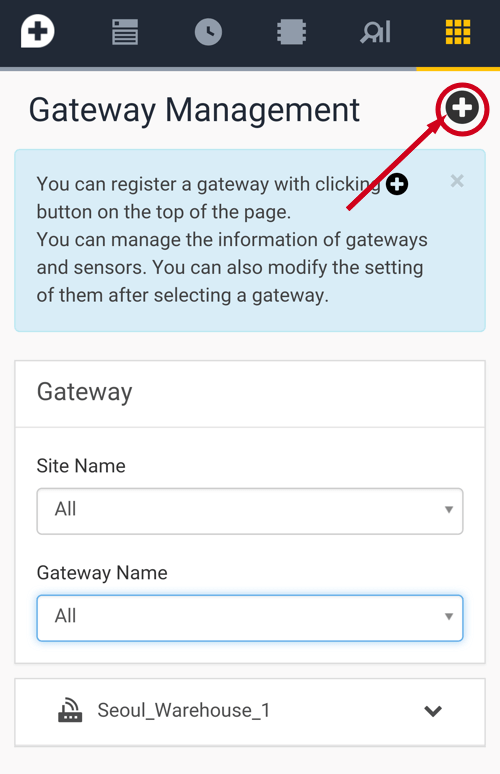 Gateway Management
You can register a gateway with clicking
button on the top of the page.
You can manage the information of gateways
and sensors. You can also modify the setting
of them after selecting a gateway.
Gateway
Site Name
All
Gateway Name
All
Seoul_Warehouse_1